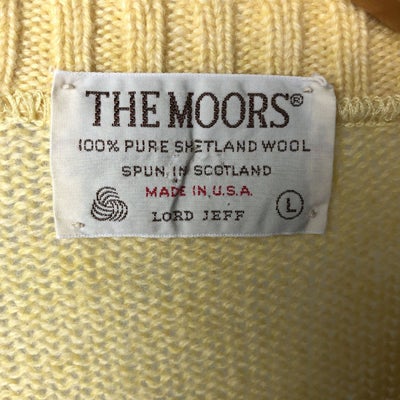 THE MOORS®
100% PURE SHETLAND WOOL
SPUN IN SCOTLAND
MADE IN U.S.A.
LORD JEFF
L